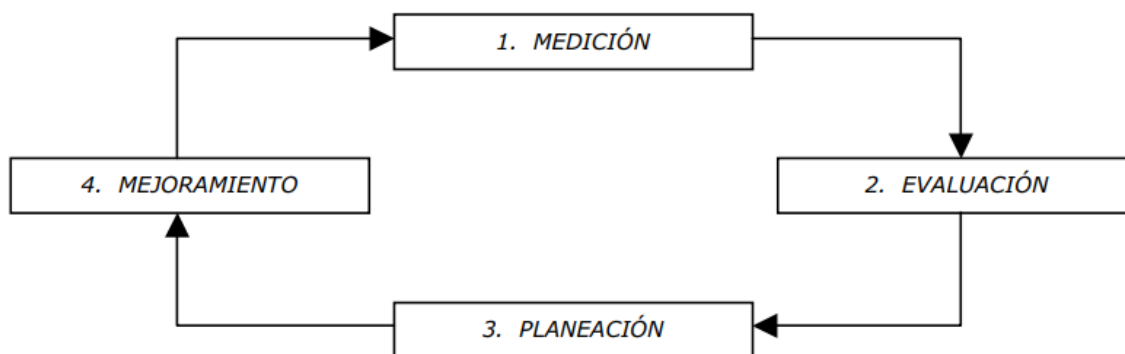 1. MEDICIÓN
4. MEJORAMIENTO
2. EVALUACIÓN
3. PLANEACIÓN